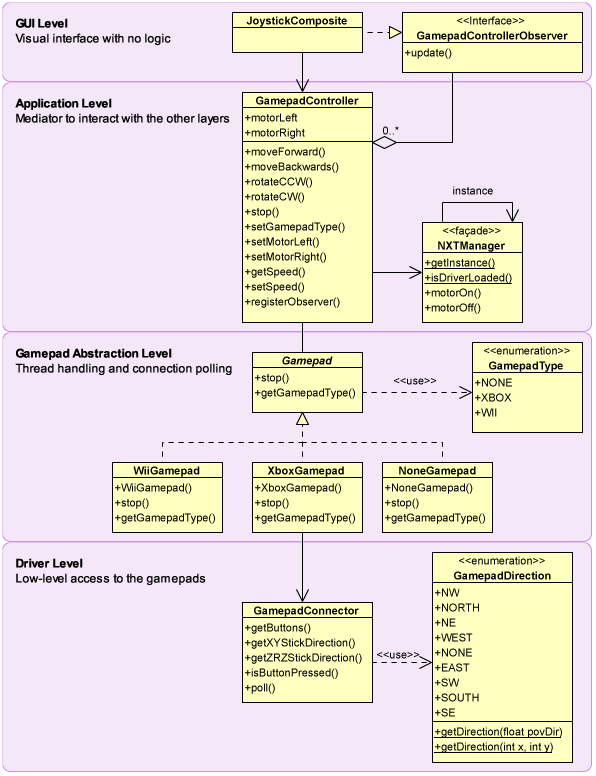 GUI Level
Visual interface with no logic
JoystickComposite
<<Interface>>
GamepadControllerObserver
+update()
Application Level
Mediator to interact with the other layers
GamepadController
+motorLeft
+motorRight
+moveForward()
+moveBackwards()
+rotateCCW()
+rotateCW()
+stop()
+setGamepadType()
+setMotorLeft()
+setMotorRight()
+getSpeed()
+setSpeed()
+registerObserver()
0..*
instance
<<façade>>
NXTManager
+getInstance()
+isDriverLoaded()
+motorOn()
+motorOff()
Gamepad Abstraction Level
Thread handling and connection polling
Gamepad
+stop()
+getGamepadType()
<<use>>
<<enumeration>>
GamepadType
+NONE
+XBOX
+WII
WiiGamepad
+WiiGamepad()
+stop()
+getGamepadType()
XboxGamepad
+XboxGamepad()
+stop()
+getGamepadType()
NoneGamepad
+NoneGamepad()
+stop()
+getGamepadType()
Driver Level
Low-level access to the gamepads
GamepadConnector
+getButtons()
+getXYStickDirection()
+getZRZStickDirection()
+isButtonPressed()
+poll()
<<use>>
<<enumeration>>
GamepadDirection
+NW
+NORTH
+NE
+WEST
+NONE
+EAST
+SW
+SOUTH
+SE
+getDirection(float povDir)
+getDirection(int x, int y)